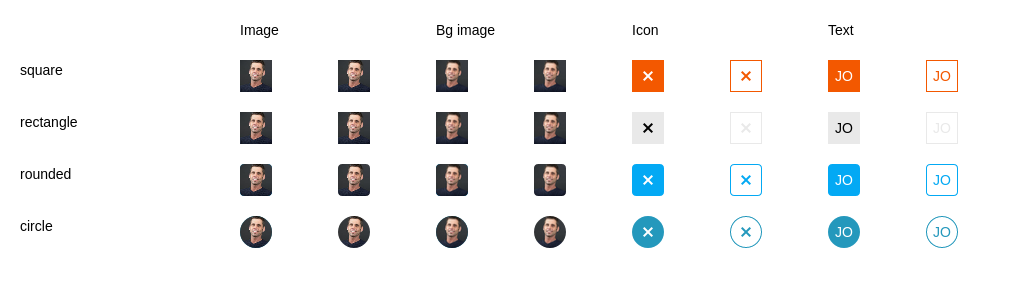 Image Bg image Icon Text
square JO JO
rectangle JO JO
rounded JO JO
circle JO JO